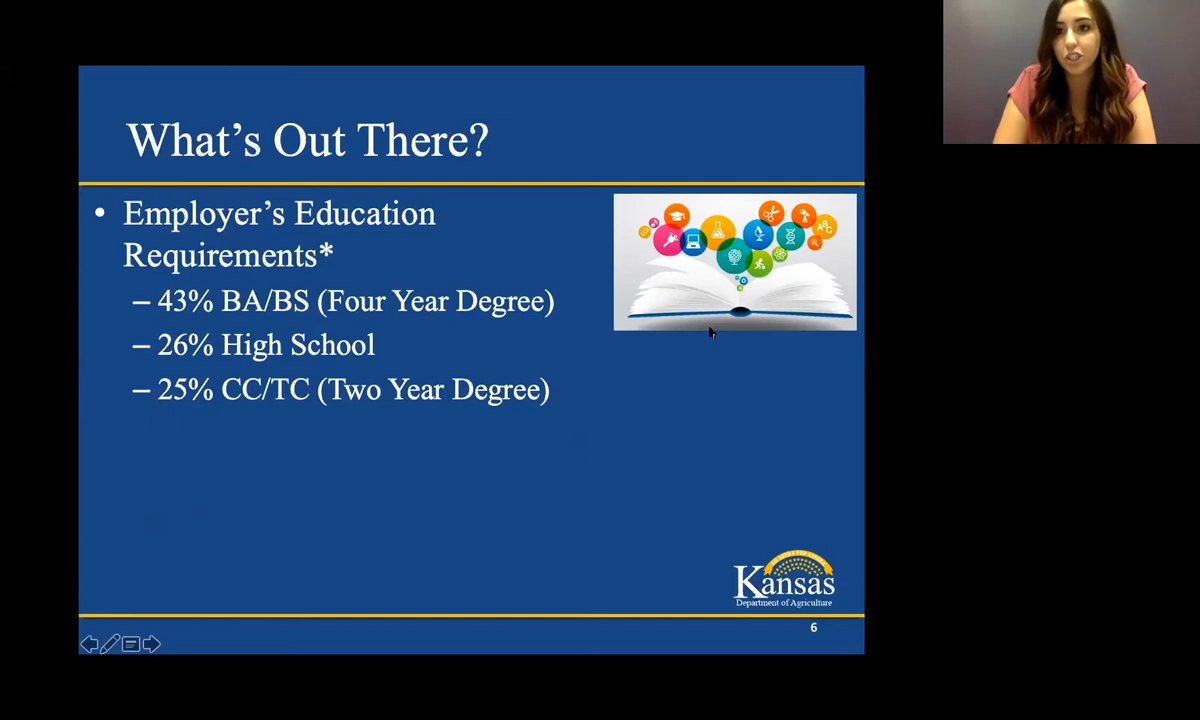 What's Out There?
• Employer's Education
Requirements*
– 43% BA/BS (Four Year Degree)
– 26% High School
– 25% CC/TC (Two Year Degree)
ABC
Kansas
Department of Agriculture
6